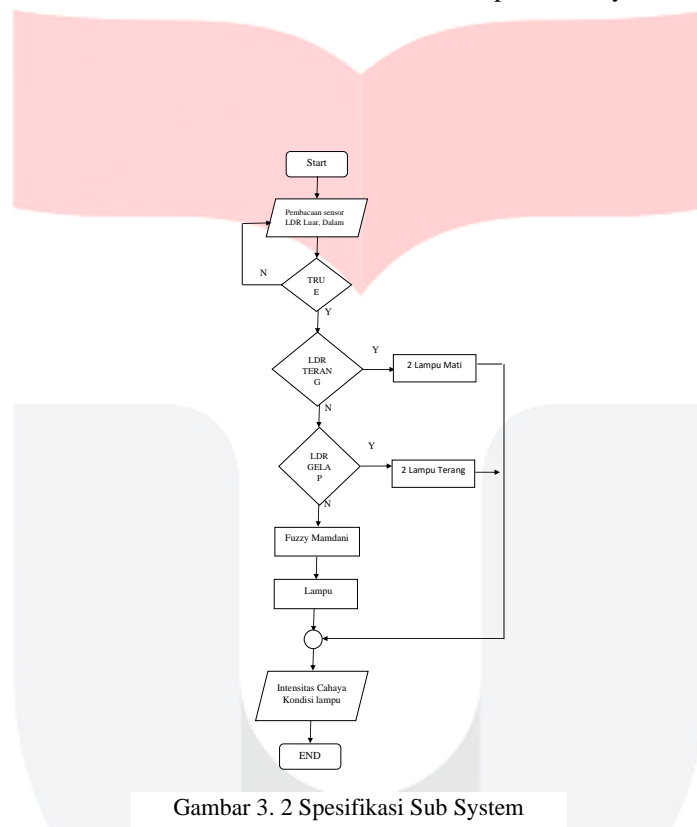 Start
Pembacaan sensor
LDR Luar, Dalam
N
TRU
E
Y
LDR
TERAN
G
Y
2 Lampu Mati
N
LDR
GELA
P
Y
2 Lampu Terang
N
Fuzzy Mamdani
Lampu
Intensitas Cahaya
Kondisi lampu
END
Gambar 3. 2 Spesifikasi Sub System